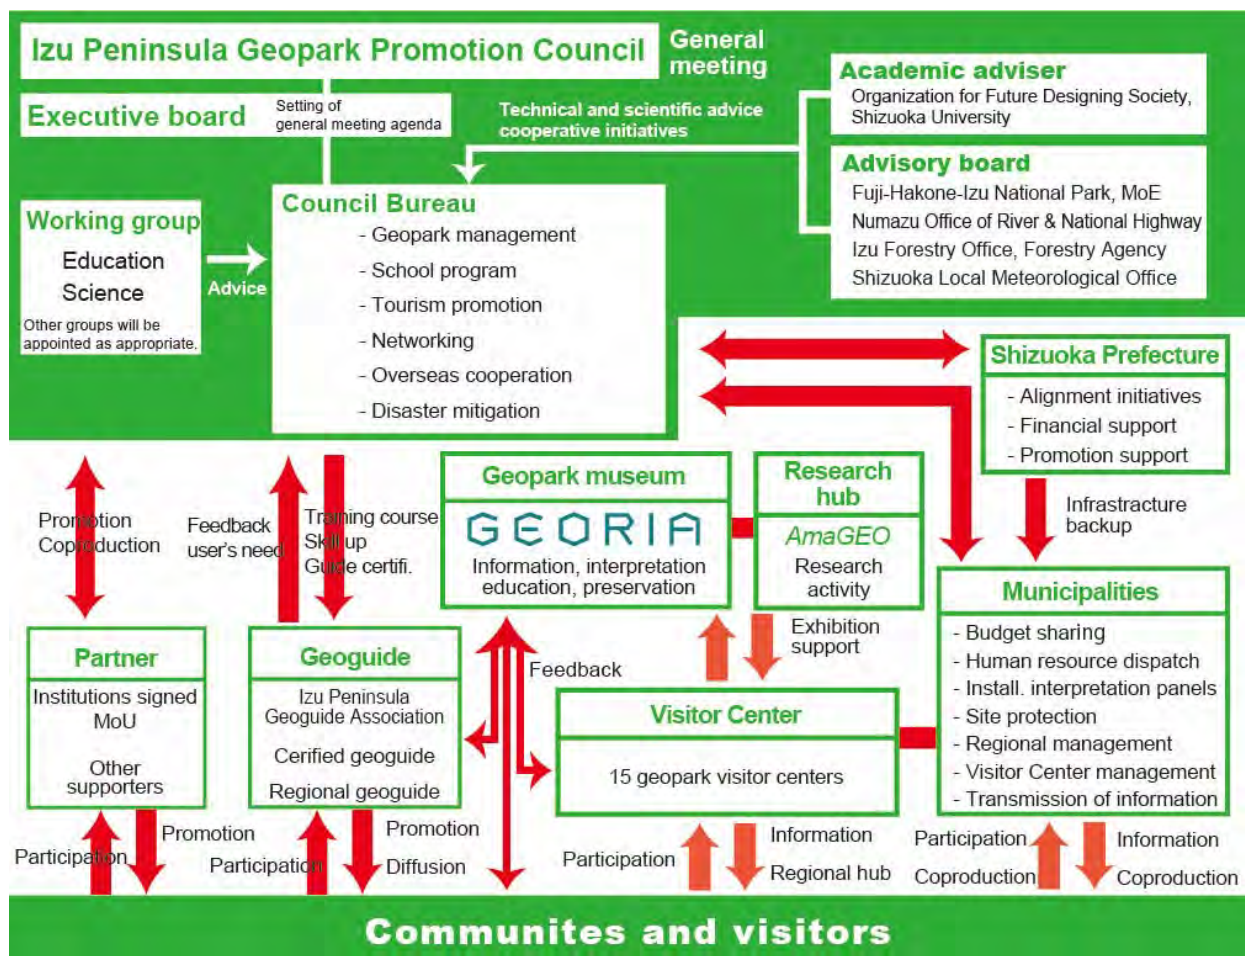 Izu Peninsula Geopark Promotion Council
General
meeting
Executive board
Setting of
general meeting agenda
Technical and scientific advice
cooperative initiatives
Academic adviser
Organization for Future Designing Society,
Shizuoka University
Advisory board
Fuji-Hakone-Izu National Park, MoE
Numazu Office of River & National Highway
Izu Forestry Office, Forestry Agency
Shizuoka Local Meteorological Office
Working group
Education
Science
Other groups will be
appointed as appropriate.
Advice
Council Bureau
- Geopark management
- School program
- Tourism promotion
- Networking
- Overseas cooperation
- Disaster mitigation
Shizuoka Prefecture
- Alignment initiatives
- Financial support
- Promotion support
Infrastracture
backup
Promotion
Coproduction
Feedback
user's need
Training course
Skill up
Guide certifi.
Geopark museum
GEORIA
Information, interpretation
education, preservation
Research
hub
AmaGEO
Research
activity
Exhibition
support
Feedback
Municipalities
- Budget sharing
- Human resource dispatch
- Install. interpretation panels
- Site protection
- Regional management
- Visitor Center management
- Transmission of information
Partner
Institutions signed
MoU
Other
supporters
Geoguide
Izu Peninsula
Geoguide Association
Cerified geoguide
Regional geoguide
Visitor Center
15 geopark visitor centers
Participation
Promotion
Participation
Promotion
Diffusion
Participation
Information
Regional hub
Participation
Coproduction
Information
Coproduction
Communites and visitors